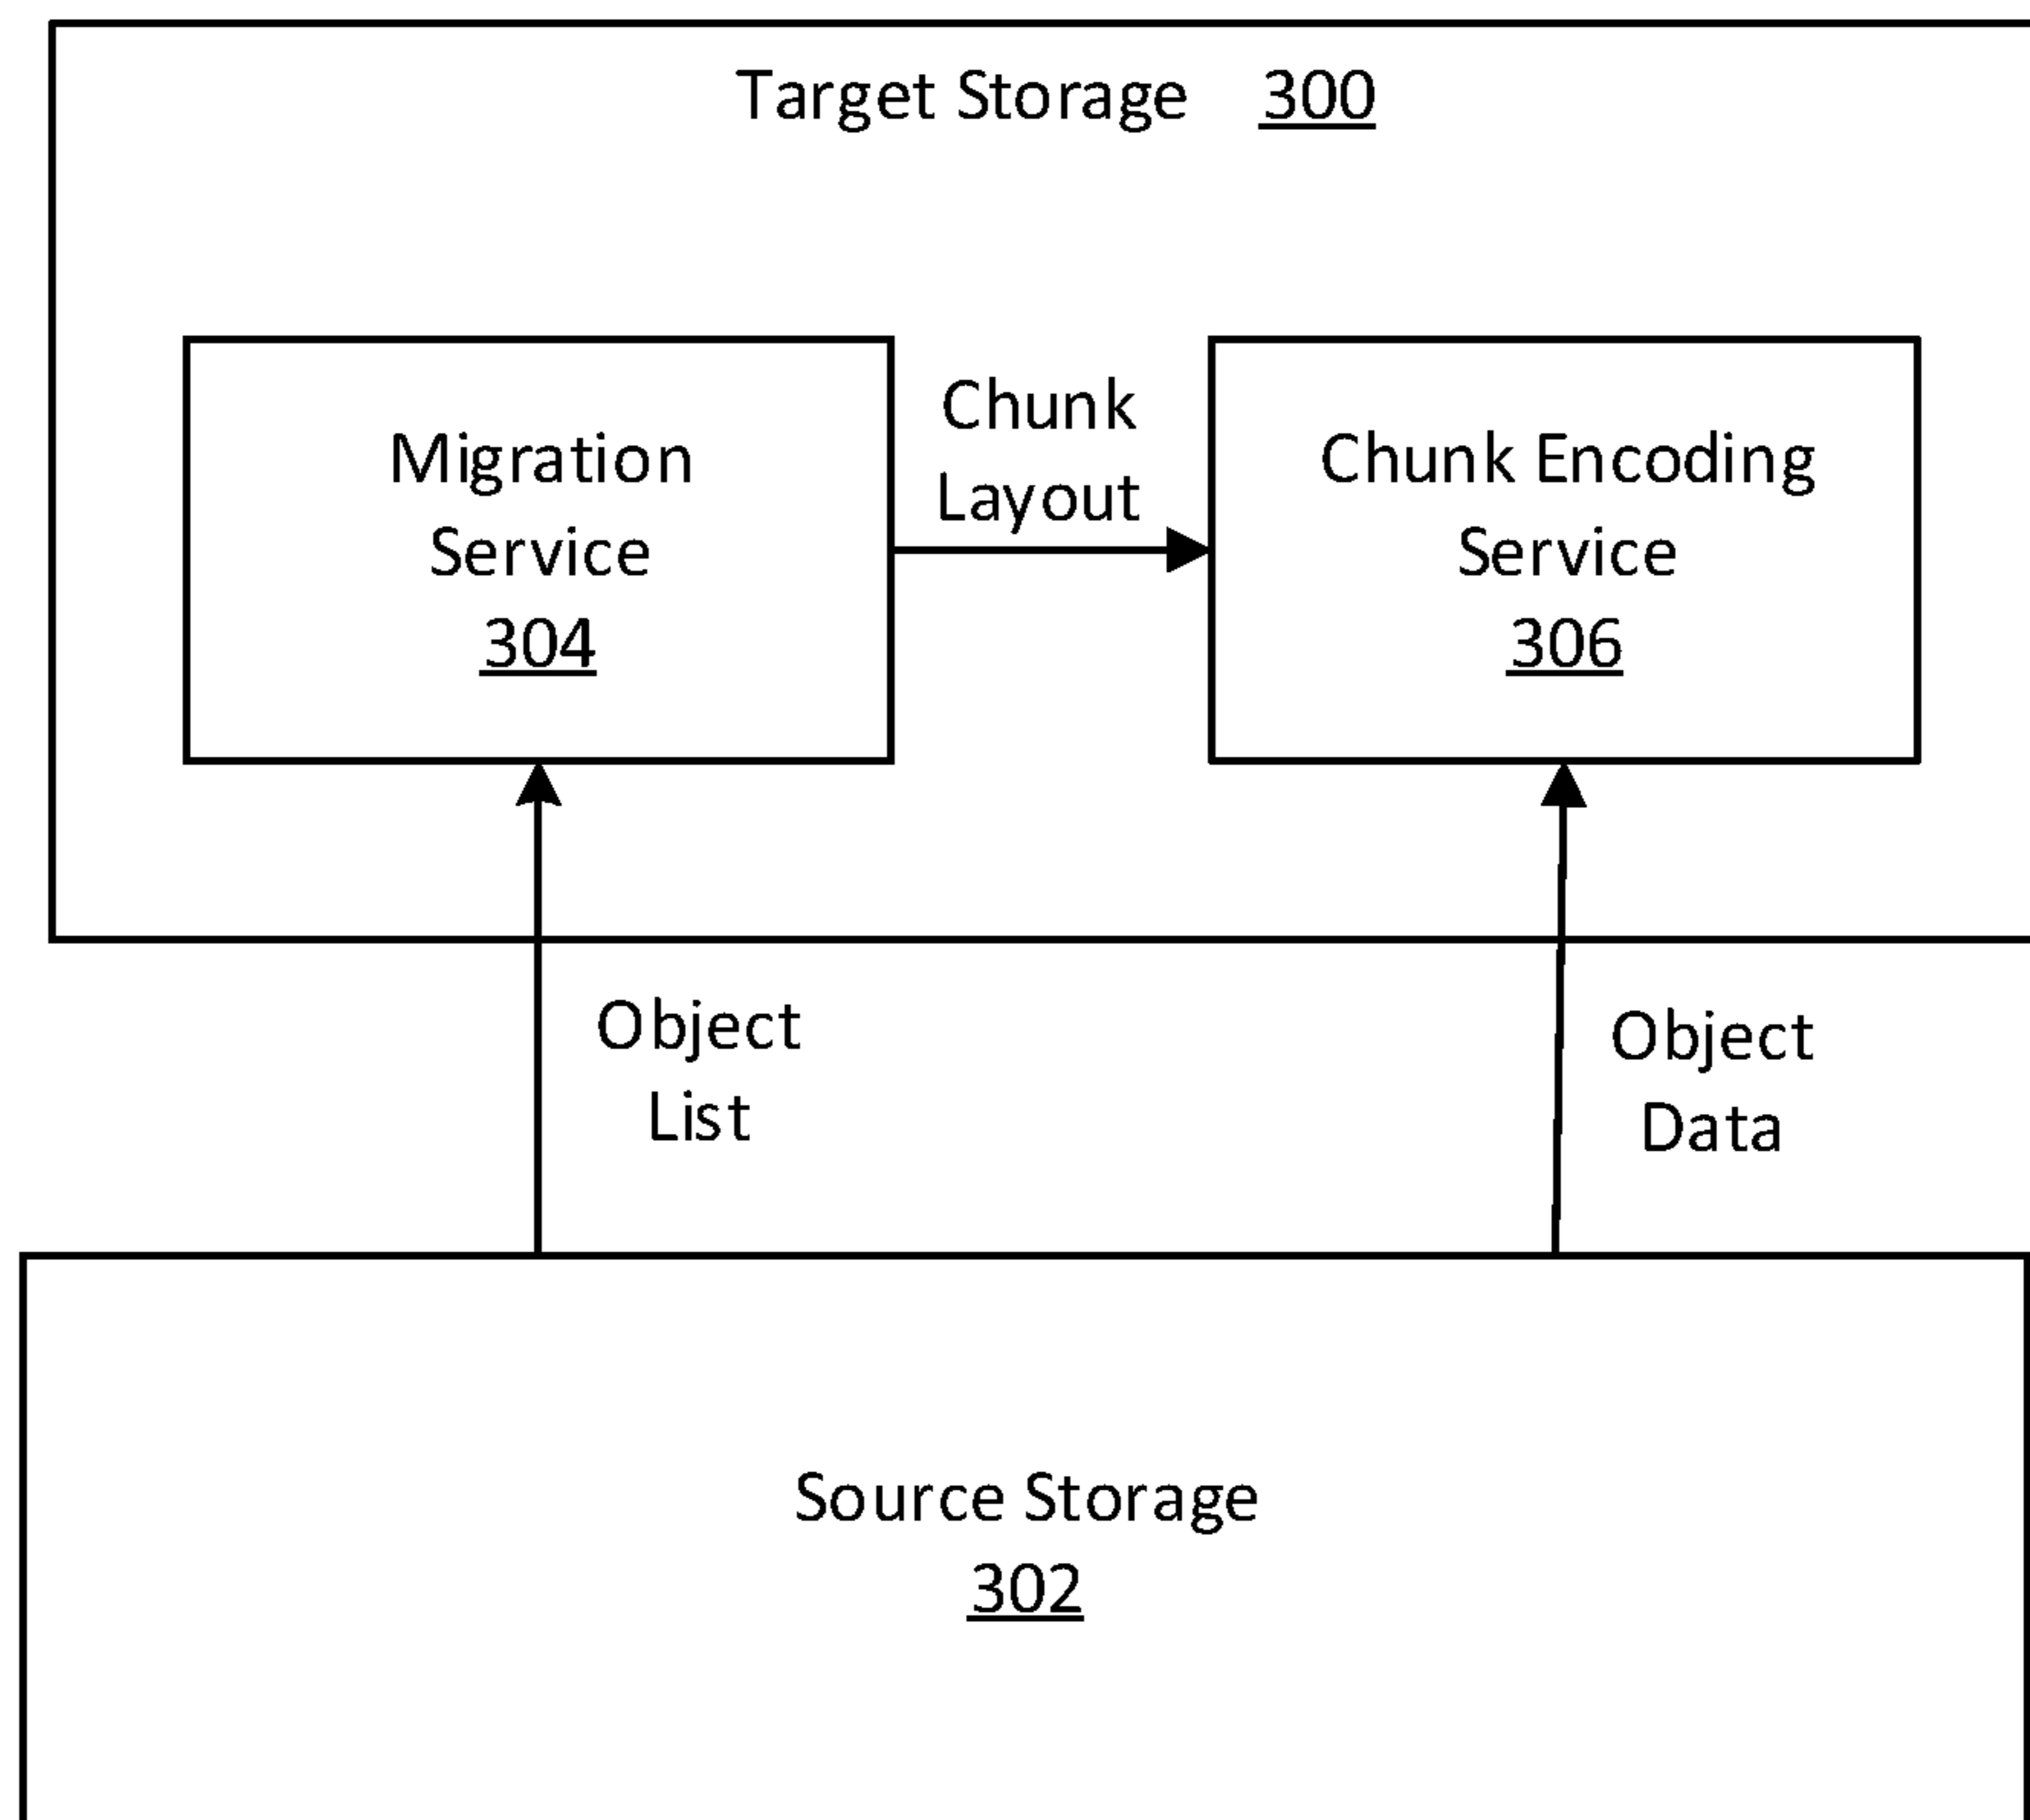 Target Storage 300
Migration
Service
304
Chunk
Layout
Chunk Encoding
Service
306
Object
List
Object
Data
Source Storage
302